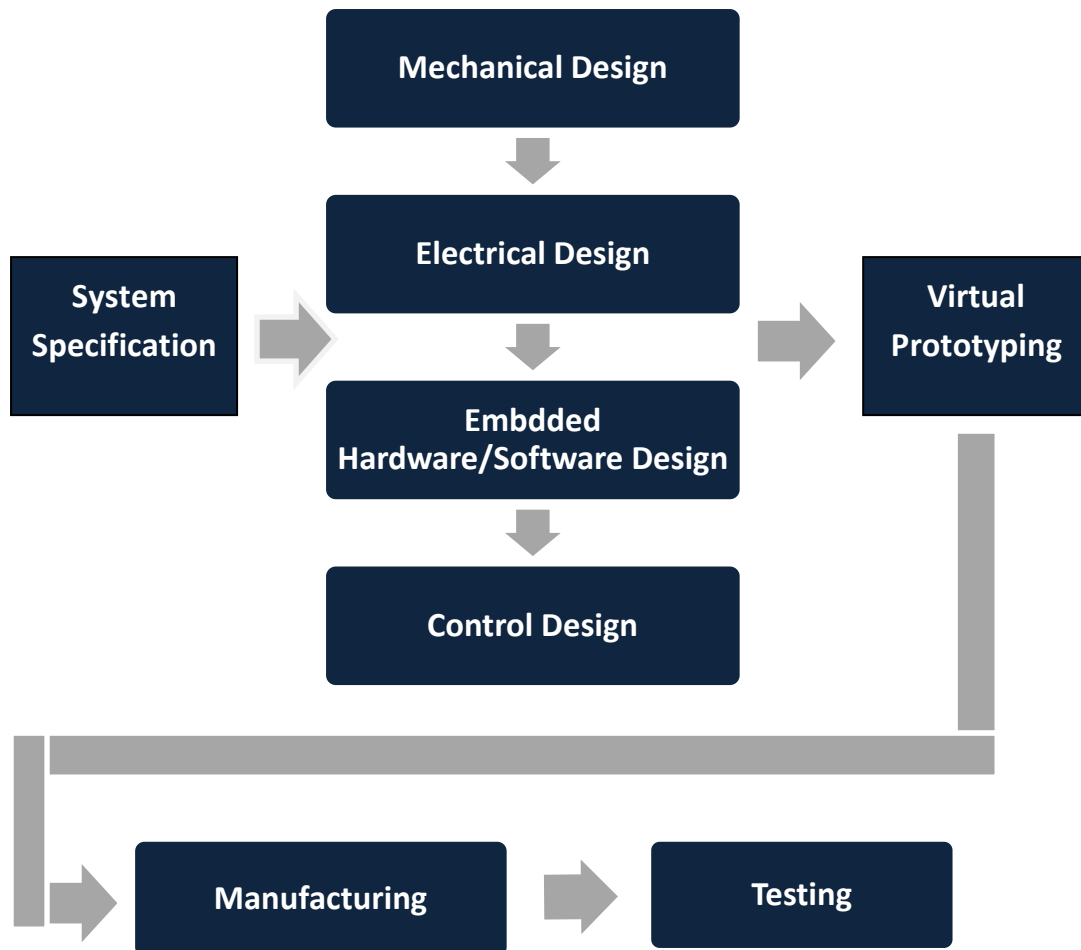 Mechanical Design
Electrical Design
System
Specification
Virtual
Prototyping
Embdded
Hardware/Software Design
Control Design
Manufacturing
Testing